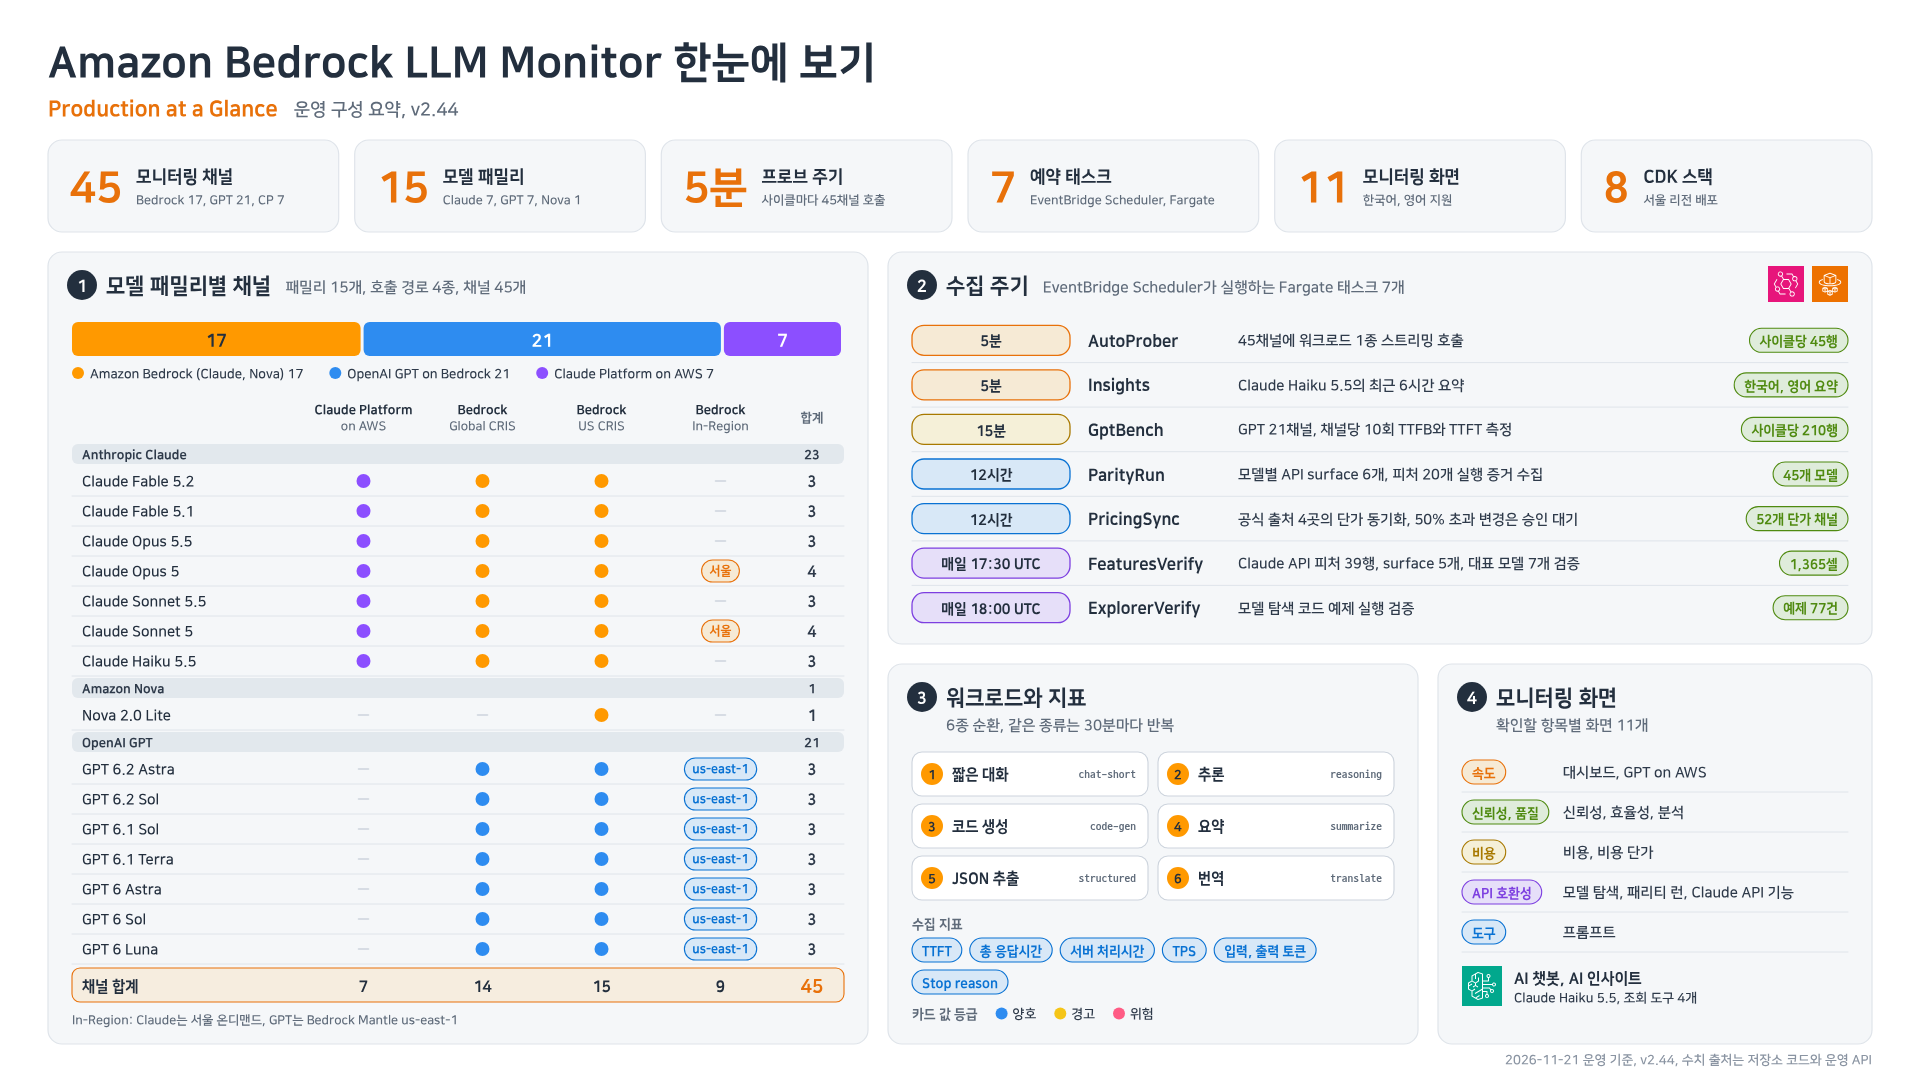 Amazon Bedrock LLM Monitor 한눈에 보기
Production at a Glance 운영 구성 요약, v2.44
45 모니터링 채널
Bedrock 17, GPT 21, CP 7
15 모델 패밀리
Claude 7, GPT 7, Nova 1
5분 프로브 주기
사이클마다 45채널 호출
7 예약 태스크
EventBridge Scheduler, Fargate
11 모니터링 화면
한국어, 영어 지원
8 CDK 스택
서울 리전 배포
1 모델 패밀리별 채널 패밀리 15개, 호출 경로 4종, 채널 45개
17 21 7
Amazon Bedrock (Claude, Nova) 17 OpenAI GPT on Bedrock 21 Claude Platform on AWS 7
Claude Platform on AWS Bedrock Global CRIS Bedrock US CRIS Bedrock In-Region 합계
Anthropic Claude 23
Claude Fable 5.2 — 3
Claude Fable 5.1 — 3
Claude Opus 5.5 — 3
Claude Opus 5 서울 4
Claude Sonnet 5.5 — 3
Claude Sonnet 5 서울 4
Claude Haiku 5.5 — 3
Amazon Nova 1
Nova 2.0 Lite — — — 1
OpenAI GPT 21
GPT 6.2 Astra — us-east-1 3
GPT 6.2 Sol — us-east-1 3
GPT 6.1 Sol — us-east-1 3
GPT 6.1 Terra — us-east-1 3
GPT 6 Astra — us-east-1 3
GPT 6 Sol — us-east-1 3
GPT 6 Luna — us-east-1 3
채널 합계 7 14 15 9 45
In-Region: Claude는 서울 온디맨드, GPT는 Bedrock Mantle us-east-1
2 수집 주기 EventBridge Scheduler가 실행하는 Fargate 태스크 7개
5분 AutoProber 45채널에 워크로드 1종 스트리밍 호출 사이클당 45행
5분 Insights Claude Haiku 5.5의 최근 6시간 요약 한국어, 영어 요약
15분 GptBench GPT 21채널, 채널당 10회 TTFB와 TTFT 측정 사이클당 210행
12시간 ParityRun 모델별 API surface 6개, 피처 20개 실행 증거 수집 45개 모델
12시간 PricingSync 공식 출처 4곳의 단가 동기화, 50% 초과 변경은 승인 대기 52개 단가 채널
매일 17:30 UTC FeaturesVerify Claude API 피처 39행, surface 5개, 대표 모델 7개 검증 1,365셀
매일 18:00 UTC ExplorerVerify 모델 탐색 코드 예제 실행 검증 예제 77건
3 워크로드와 지표
6종 순환, 같은 종류는 30분마다 반복
1 짧은 대화 chat-short
2 추론 reasoning
3 코드 생성 code-gen
4 요약 summarize
5 JSON 추출 structured
6 번역 translate
수집 지표
TTFT 총 응답시간 서버 처리시간 TPS 입력, 출력 토큰
Stop reason
카드 값 등급 양호 경고 위험
4 모니터링 화면
확인할 항목별 화면 11개
속도 대시보드, GPT on AWS
신뢰성, 품질 신뢰성, 효율성, 분석
비용 비용, 비용 단가
API 호환성 모델 탐색, 패리티 런, Claude API 기능
도구 프롬프트
AI 챗봇, AI 인사이트
Claude Haiku 5.5, 조회 도구 4개
2026-11-21 운영 기준, v2.44, 수치 출처는 저장소 코드와 운영 API